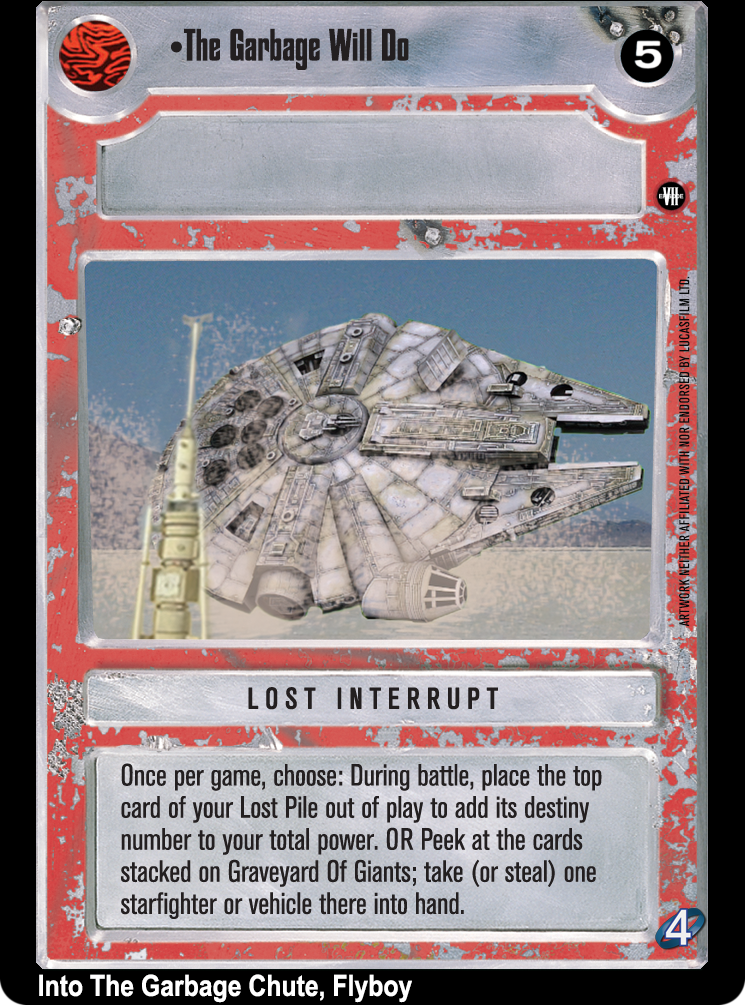 •The Garbage Will Do
5
EPISODE
VII
ARTWORK NEITHER AFFILIATED WITH NOR ENDORSED BY LUCASFILM LTD.
LOST INTERRUPT
Once per game, choose: During battle, place the top
card of your Lost Pile out of play to add its destiny
number to your total power. OR Peek at the cards
stacked on Graveyard Of Giants; take (or steal) one
starfighter or vehicle there into hand.
4
Into The Garbage Chute, Flyboy